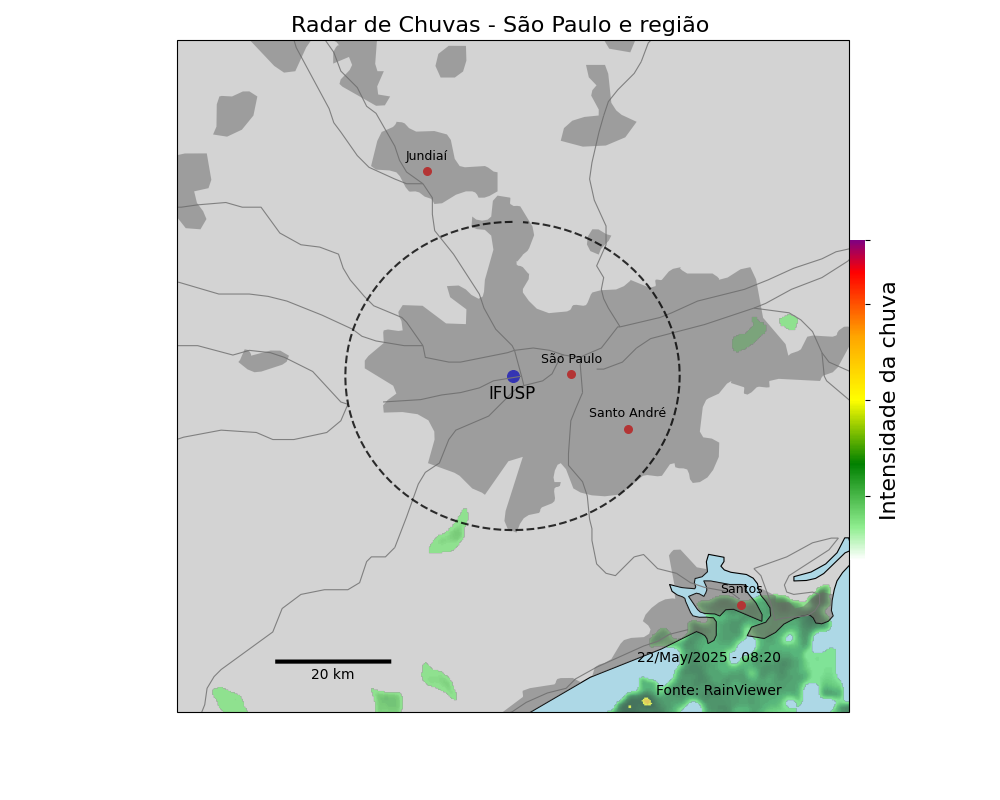 Radar de Chuvas - São Paulo e região
Jundiaí
São Paulo
IFUSP
Santo André
Intensidade da chuva
Santos
22/May/2025 - 08:20
20 km
Fonte: RainViewer